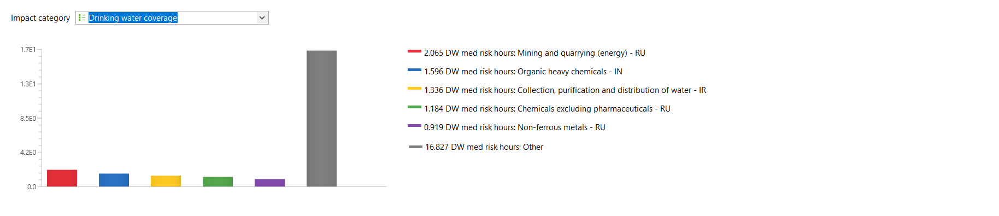 Impact category Drinking water coverage
1.7E1
1.3E1
8.5E0
4.2E0
0.0
2.065 DW med risk hours: Mining and quarrying (energy) - RU
1.596 DW med risk hours: Organic heavy chemicals - IN
1.336 DW med risk hours: Collection, purification and distribution of water - IR
1.184 DW med risk hours: Chemicals excluding pharmaceuticals - RU
0.919 DW med risk hours: Non-ferrous metals - RU
16.827 DW med risk hours: Other